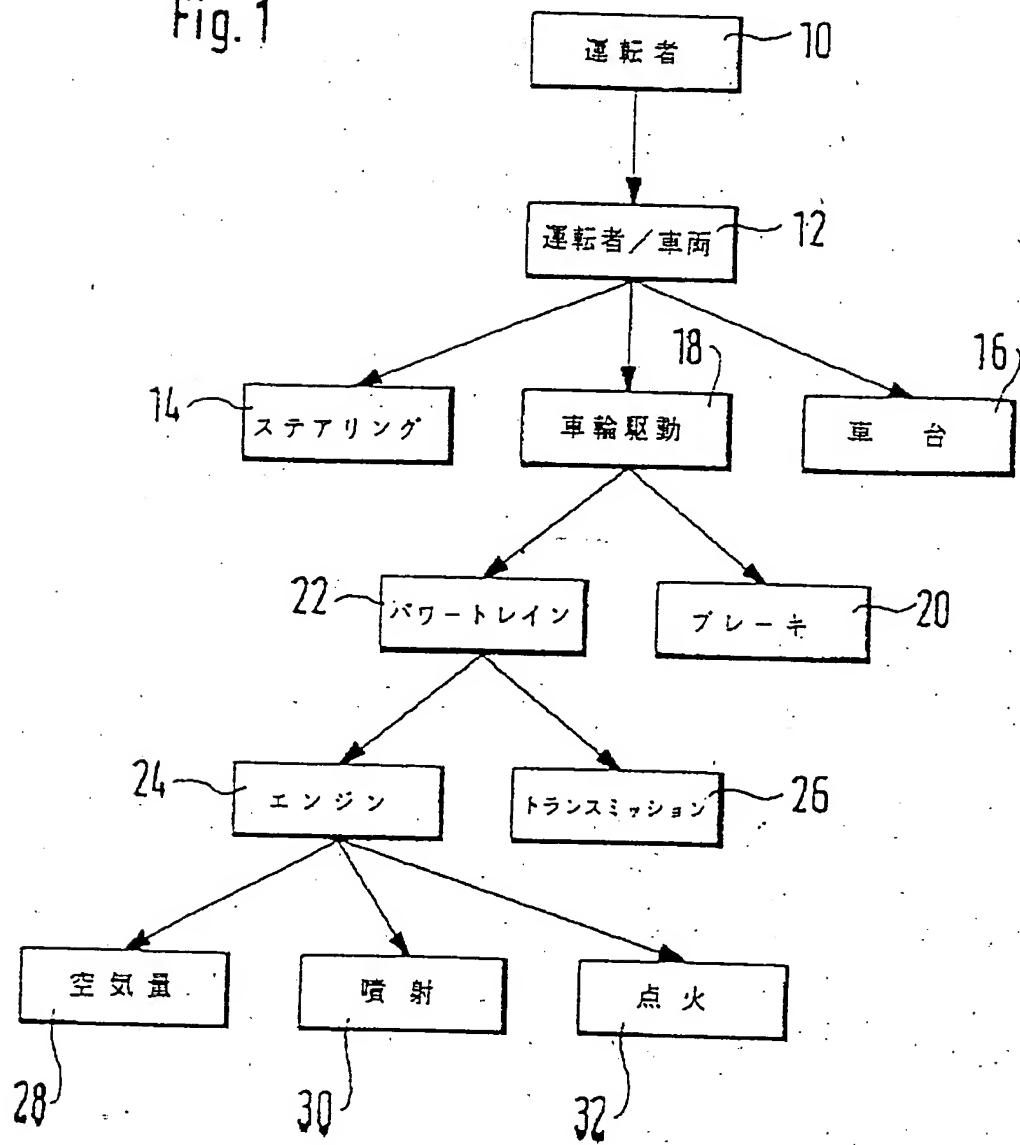 Fig. 1
運転者
10
運転者/車両
12
18
16
14
ステアリング
車輪駆動
車台
22
パワートレイン
ブレーキ
20
24
エンジン
トランスミッション
26
空気量
噴射
点火
28
30
32